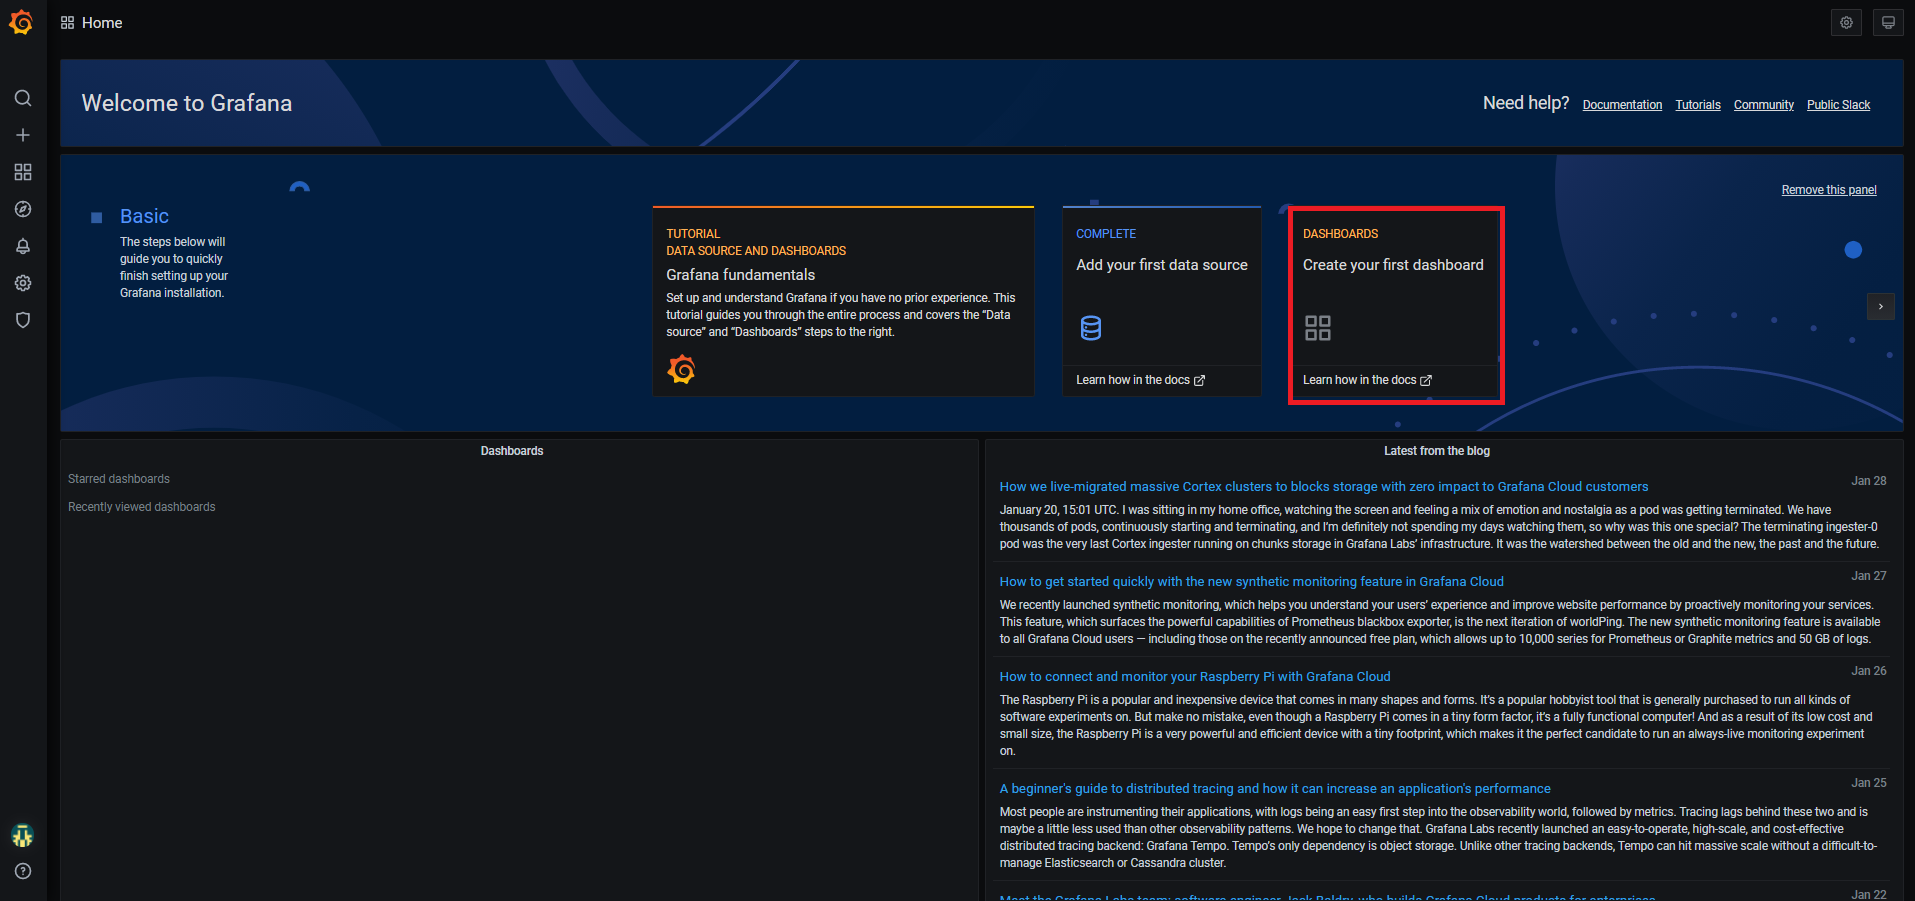 Home
Welcome to Grafana
Need help? Documentation Tutorials Community Public Slack
Remove this panel
Basic
The steps below will
guide you to quickly
finish setting up your
Grafana installation.
TUTORIAL
DATA SOURCE AND DASHBOARDS
Grafana fundamentals
Set up and understand Grafana if you have no prior experience. This
tutorial guides you through the entire process and covers the “Data
source” and “Dashboards” steps to the right.
COMPLETE
Add your first data source
Learn how in the docs
DASHBOARDS
Create your first dashboard
Learn how in the docs
Dashboards
Starred dashboards
Recently viewed dashboards
Latest from the blog
How we live-migrated massive Cortex clusters to blocks storage with zero impact to Grafana Cloud customers
Jan 28
January 20, 15:01 UTC. I was sitting in my home office, watching the screen and feeling a mix of emotion and nostalgia as a pod was getting terminated. We have
thousands of pods, continuously starting and terminating, and I’m definitely not spending my days watching them, so why was this one special? The terminating ingester-0
pod was the very last Cortex ingester running on chunks storage in Grafana Labs’ infrastructure. It was the watershed between the old and the new, the past and the future.
How to get started quickly with the new synthetic monitoring feature in Grafana Cloud
Jan 27
We recently launched synthetic monitoring, which helps you understand your users’ experience and improve website performance by proactively monitoring your services.
This feature, which surfaces the powerful capabilities of Prometheus blackbox exporter, is the next iteration of worldPing. The new synthetic monitoring feature is available
to all Grafana Cloud users — including those on the recently announced free plan, which allows up to 10,000 series for Prometheus or Graphite metrics and 50 GB of logs.
How to connect and monitor your Raspberry Pi with Grafana Cloud
Jan 26
The Raspberry Pi is a popular and inexpensive device that comes in many shapes and forms. It’s a popular hobbyist tool that is generally purchased to run all kinds of
software experiments on. But make no mistake, even though a Raspberry Pi comes in a tiny form factor, it’s a fully functional computer! And as a result of its low cost and
small size, the Raspberry Pi is a very powerful and efficient device with a tiny footprint, which makes it the perfect candidate to run an always-live monitoring experiment
on.
A beginner's guide to distributed tracing and how it can increase an application's performance
Jan 25
Most people are instrumenting their applications, with logs being an easy first step into the observability world, followed by metrics. Tracing lags behind these two and is
maybe a little less used than other observability patterns. We hope to change that. Grafana Labs recently launched an easy-to-operate, high-scale, and cost-effective
distributed tracing backend: Grafana Tempo. Tempo’s only dependency is object storage. Unlike other tracing backends, Tempo can hit massive scale without a difficult-to-
manage Elasticsearch or Cassandra cluster.
Meet the Grafana Labs team: software engineer Jack Baldry, who builds Grafana Cloud products for enterprises
Jan 22